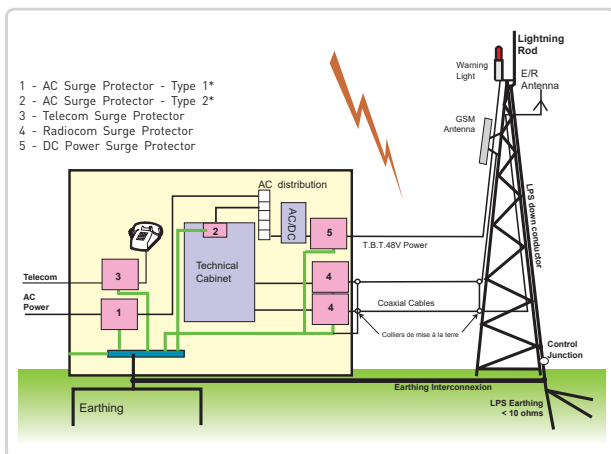 1 - AC Surge Protector - Type 1*
2 - AC Surge Protector - Type 2*
3 - Telecom Surge Protector
4 - Radiocom Surge Protector
5 - DC Power Surge Protector
Lightning
Rod
Warning
Light
E/R
Antenna
GSM
Antenna
LPS down conductor
AC distribution
AC/DC
2
5
T.B.T.48V Power
Technical
Cabinet
Telecom
3
4
AC
Power
1
4
Coaxial Cables
Colliers de mise à la terre
Control
Junction
Earthing Interconnexion
Earthing
LPS Earthing
< 10 ohms